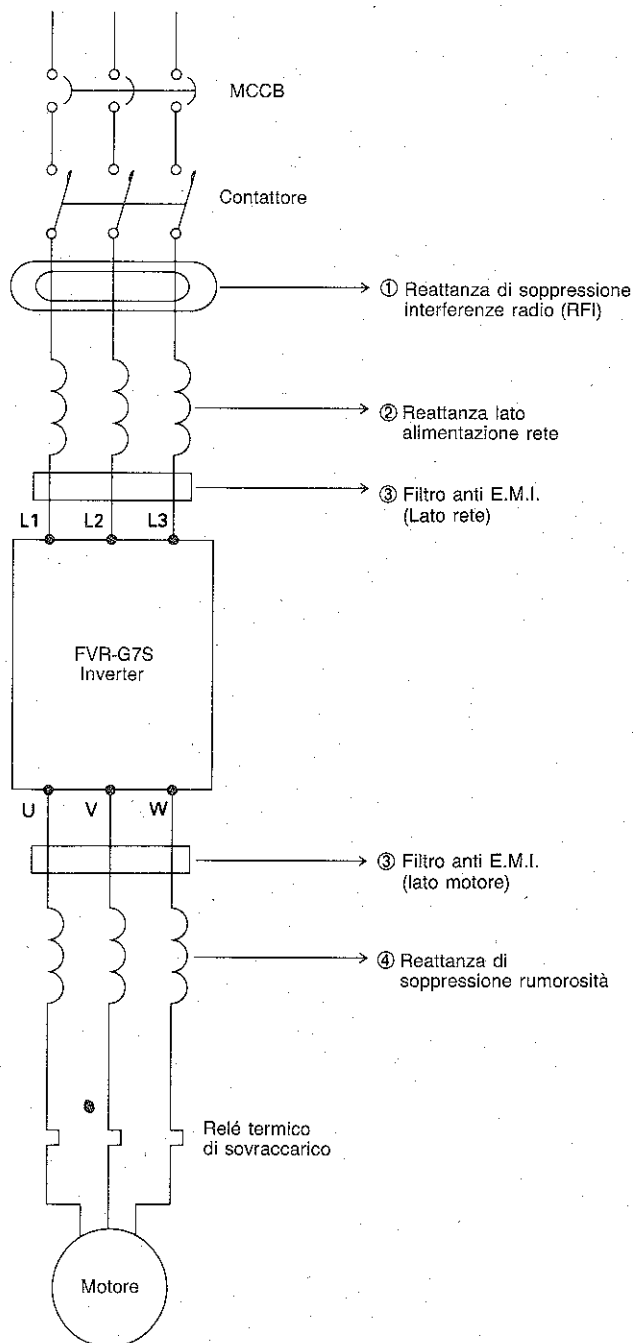 MCCB
Contattore
① Reattanza di soppressione
interferenze radio (RFI)
② Reattanza lato
alimentazione rete
③ Filtro anti E.M.I.
(Lato rete)
L1 L2 L3
FVR-G7S
Inverter
U V W
③ Filtro anti E.M.I.
(lato motore)
④ Reattanza di
soppressione rumorosità
Relé termico
di sovraccarico
Motore